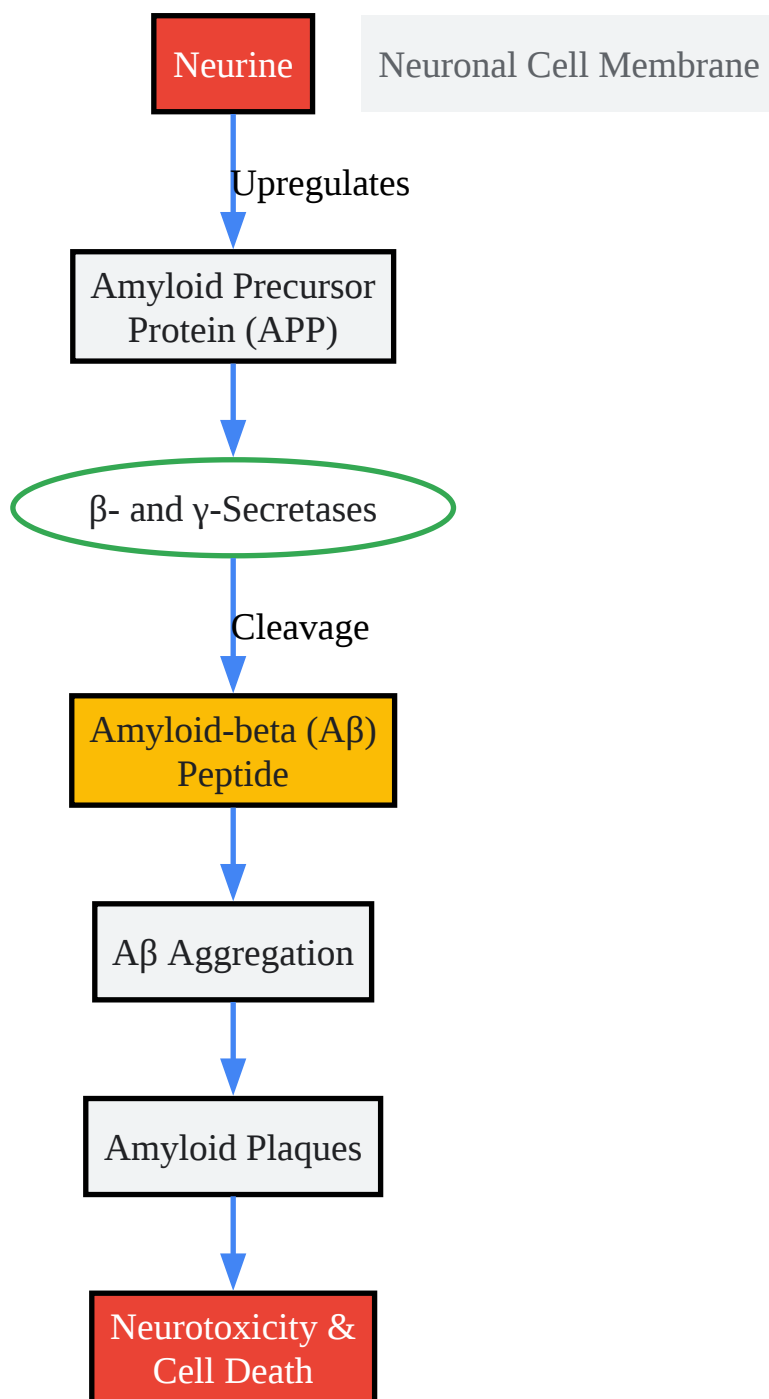 Neurine
Neuronal Cell Membrane
Upregulates
Amyloid Precursor
Protein (APP)
β- and γ-Secretases
Cleavage
Amyloid-beta (Aβ)
Peptide
Aβ Aggregation
Amyloid Plaques
Neurotoxicity &
Cell Death